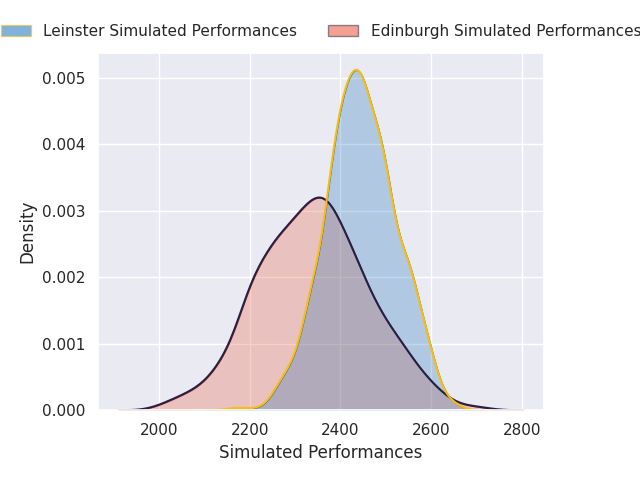 Leinster Simulated Performances
Edinburgh Simulated Performances
0.005
0.004
0.003
0.002
0.001
0.000
Density
2000 2200 2400 2600 2800
Simulated Performances